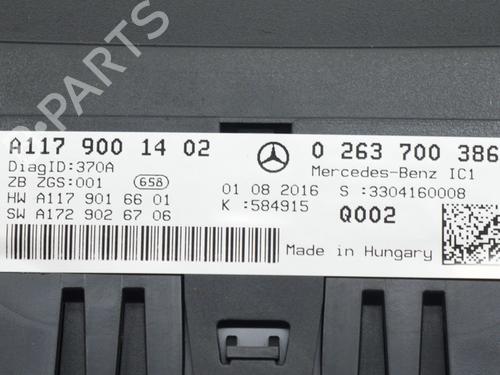 A117 900 14 02
DiagID:370A
ZB ZGS:001 658
HW A117 901 66 01
SW A172 902 67 06
0 263 700 386
Mercedes-Benz IC1
01 08 2016 S :3304160008
K :584915 Q002
Made in Hungary
B-PARTS